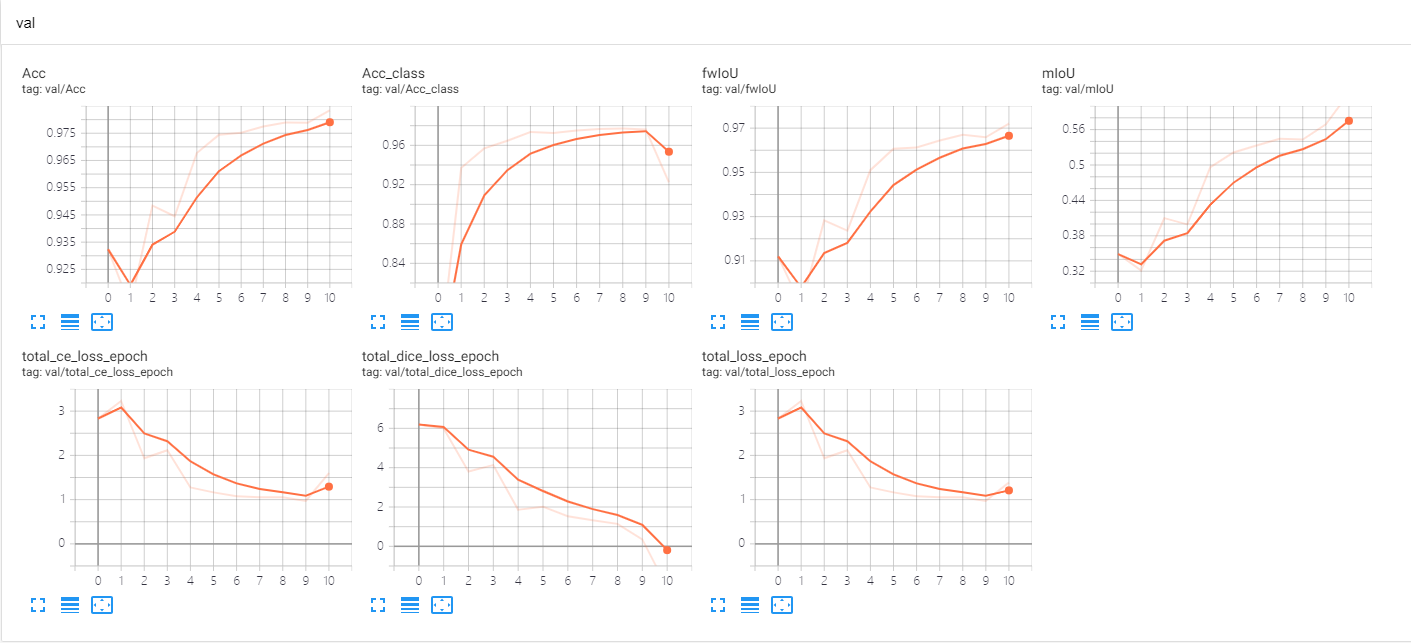 val
Acc
tag: val/Acc
0.975
0.965
0.955
0.945
0.935
0.925
0 1 2 3 4 5 6 7 8 9 10
Acc_class
tag: val/Acc_class
0.96
0.92
0.88
0.84
0 1 2 3 4 5 6 7 8 9 10
fwIoU
tag: val/fwIoU
0.97
0.95
0.93
0.91
0 1 2 3 4 5 6 7 8 9 10
mIoU
tag: val/mIoU
0.56
0.5
0.44
0.38
0.32
0 1 2 3 4 5 6 7 8 9 10
total_ce_loss_epoch
tag: val/total_ce_loss_epoch
3
2
1
0
0 1 2 3 4 5 6 7 8 9 10
total_dice_loss_epoch
tag: val/total_dice_loss_epoch
6
4
2
0
0 1 2 3 4 5 6 7 8 9 10
total_loss_epoch
tag: val/total_loss_epoch
3
2
1
0
0 1 2 3 4 5 6 7 8 9 10